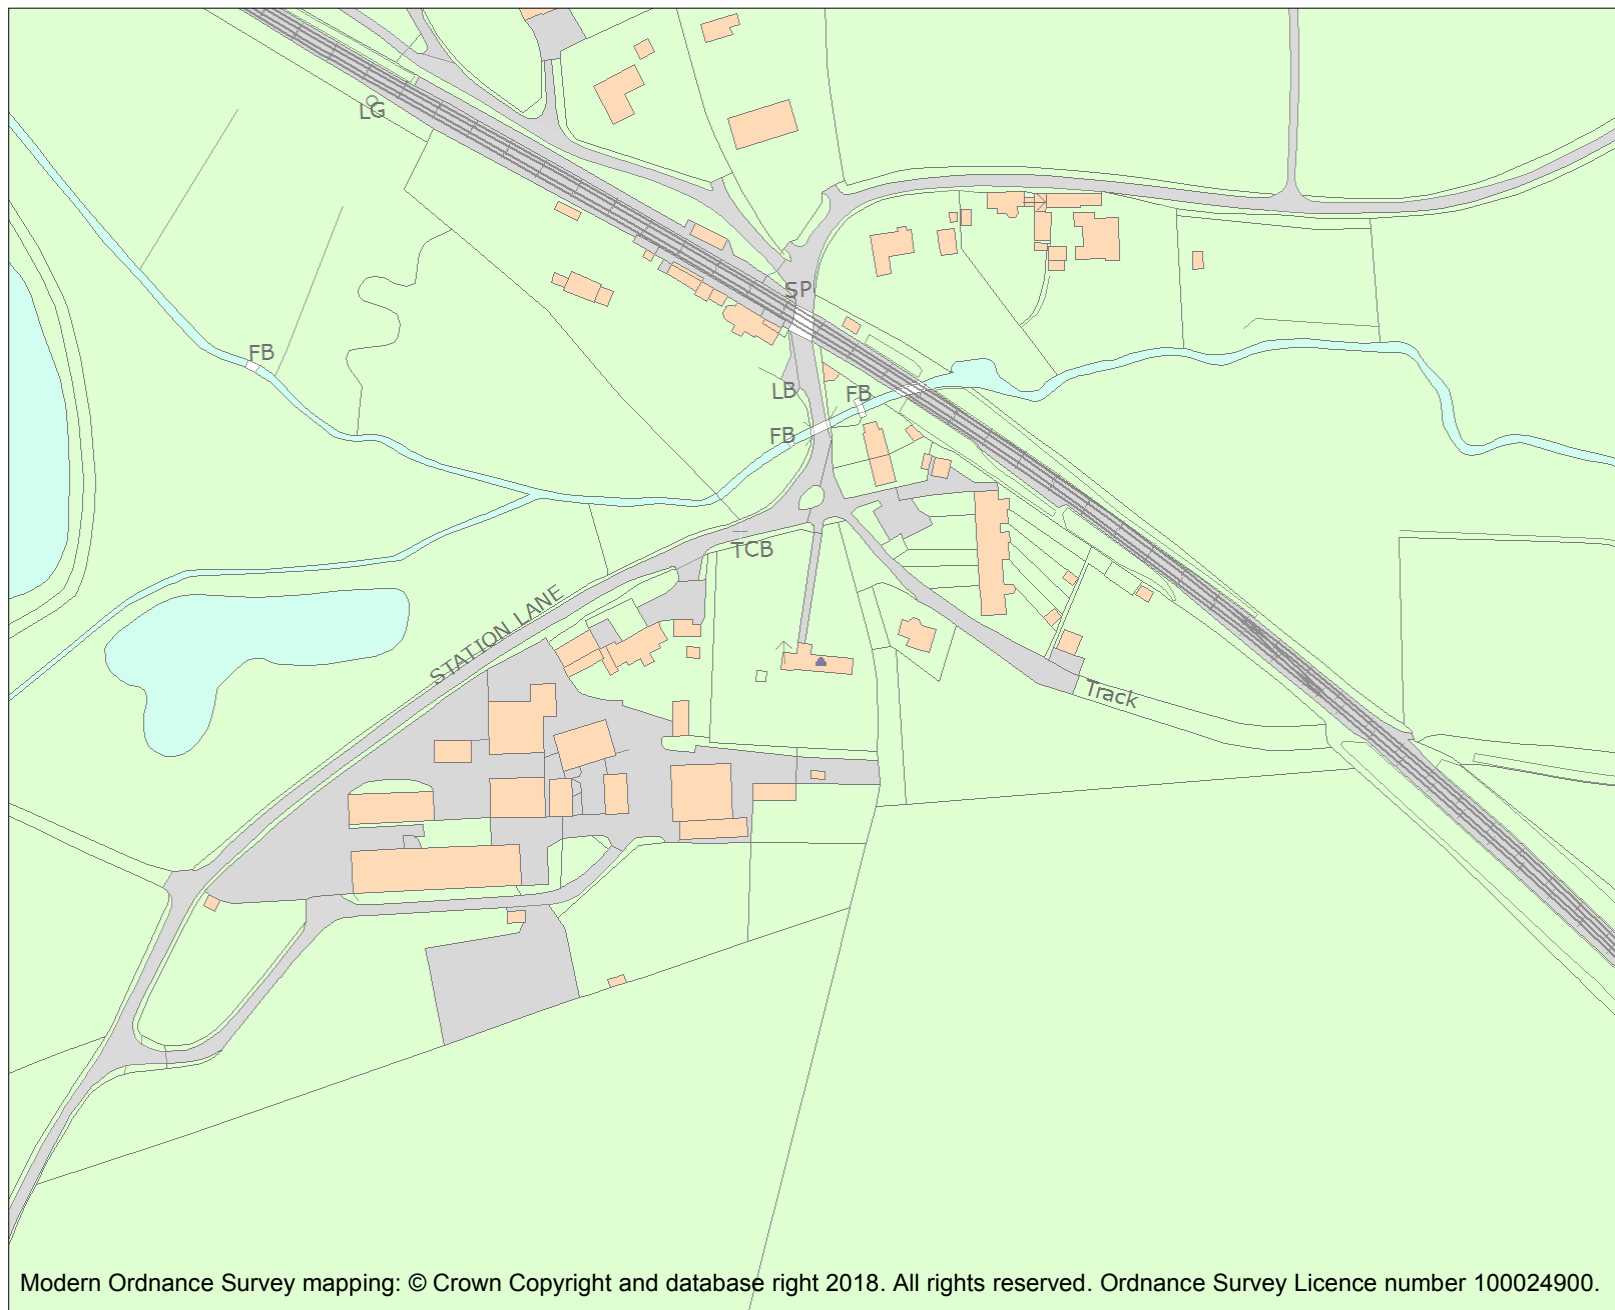 LG
SP
FB
LB
FB
FB
TCB
STATION LANE
Track
Modern Ordnance Survey mapping: © Crown Copyright and database right 2018. All rights reserved. Ordnance Survey Licence number 100024900.